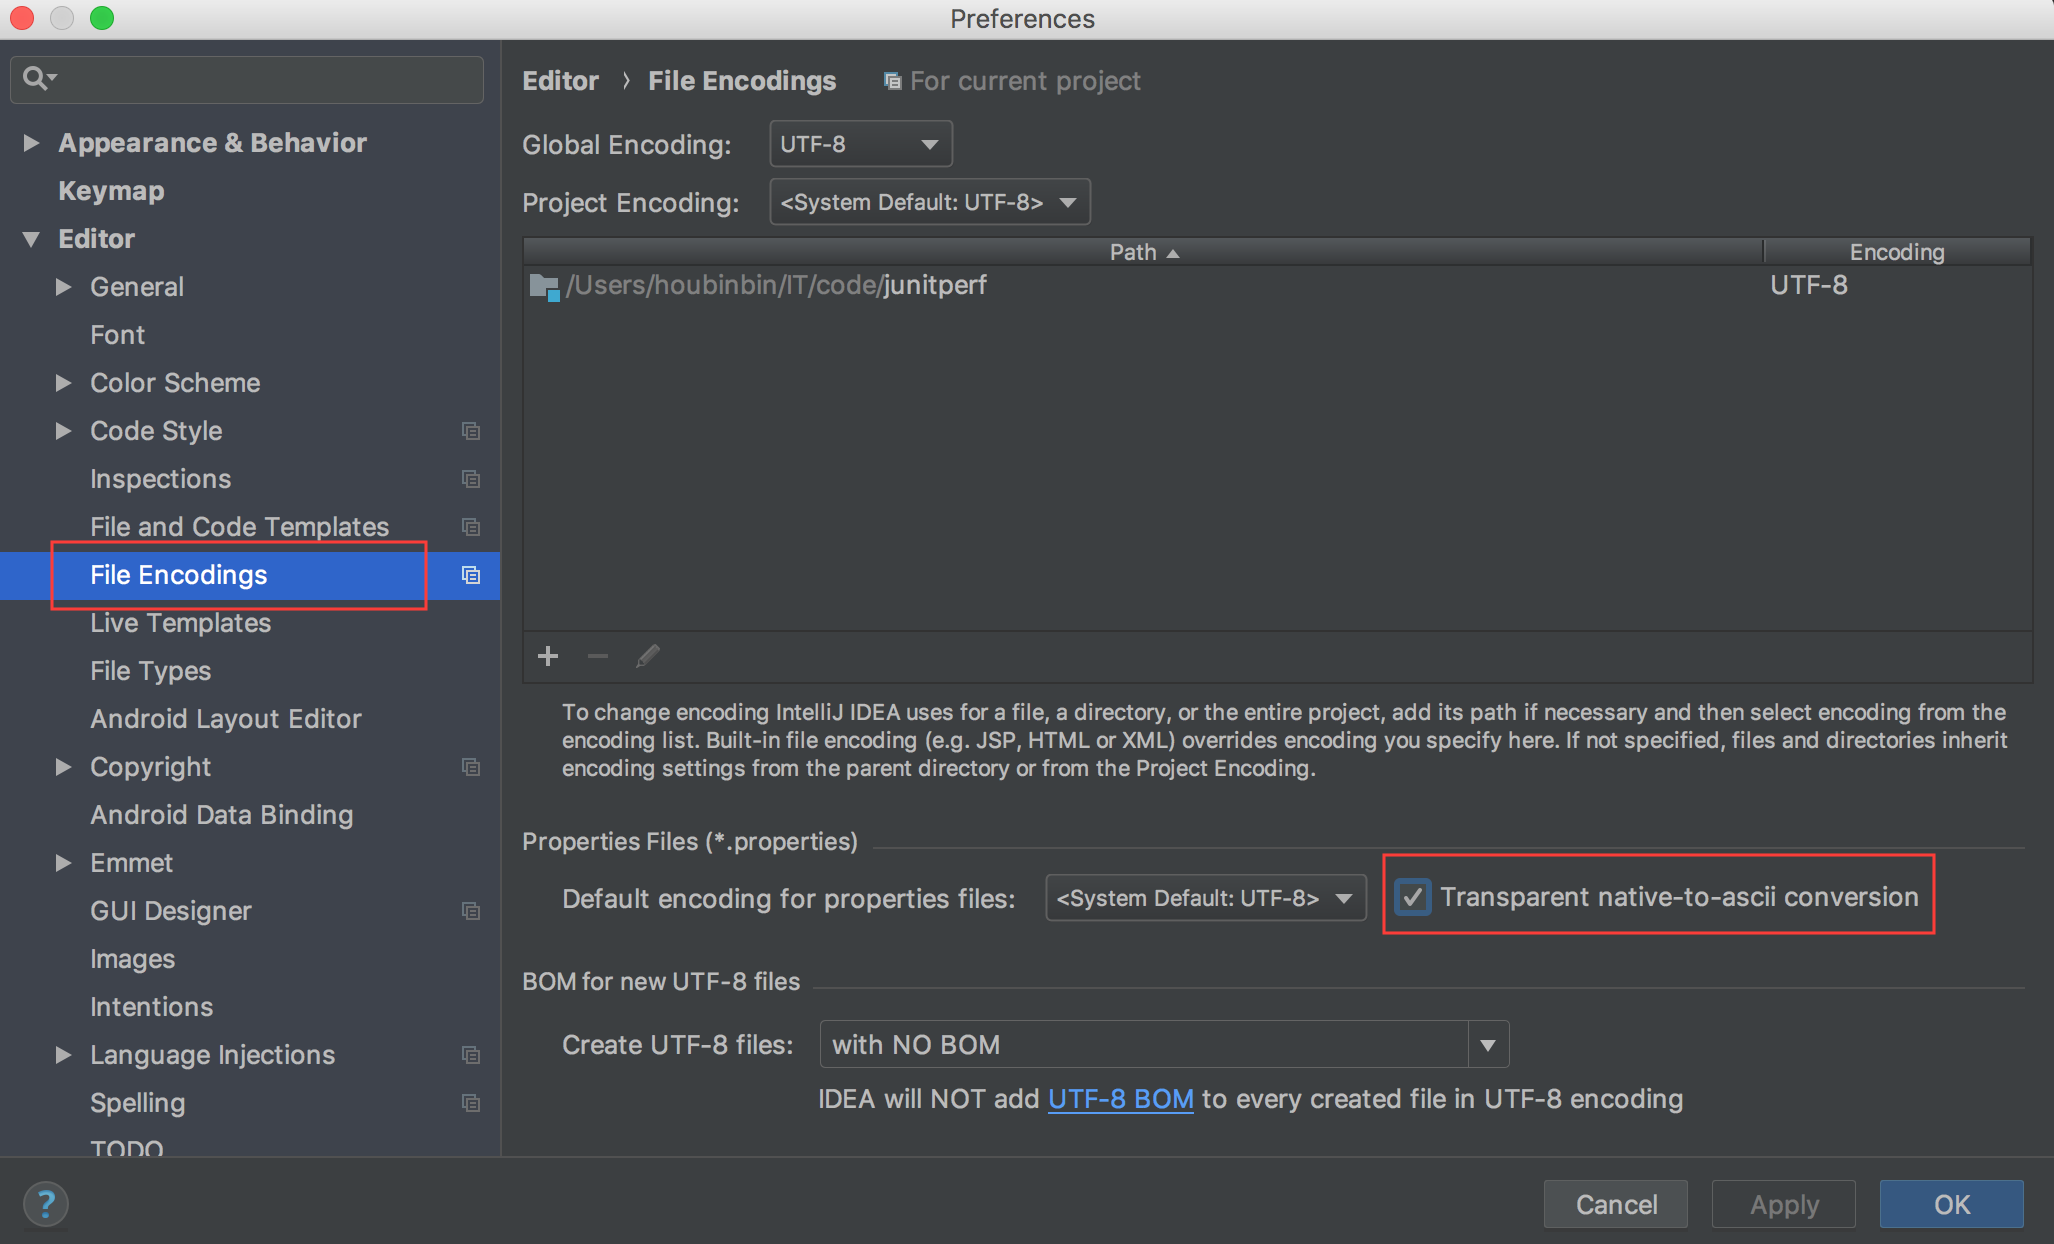 Preferences
Appearance & Behavior
Keymap
Editor
General
Font
Color Scheme
Code Style
Inspections
File and Code Templates
File Encodings
Live Templates
File Types
Android Layout Editor
Copyright
Android Data Binding
Emmet
GUI Designer
Images
Intentions
Language Injections
Spelling
TODO
Editor › File Encodings For current project
Global Encoding: UTF-8
Project Encoding: <System Default: UTF-8>
Path Encoding
/Users/houbinbin/IT/code/junitperf UTF-8
To change encoding IntelliJ IDEA uses for a file, a directory, or the entire project, add its path if necessary and then select encoding from the
encoding list. Built-in file encoding (e.g. JSP, HTML or XML) overrides encoding you specify here. If not specified, files and directories inherit
encoding settings from the parent directory or from the Project Encoding.
Properties Files (*.properties)
Default encoding for properties files: <System Default: UTF-8> Transparent native-to-ascii conversion
BOM for new UTF-8 files
Create UTF-8 files: with NO BOM
IDEA will NOT add UTF-8 BOM to every created file in UTF-8 encoding
? Cancel Apply OK